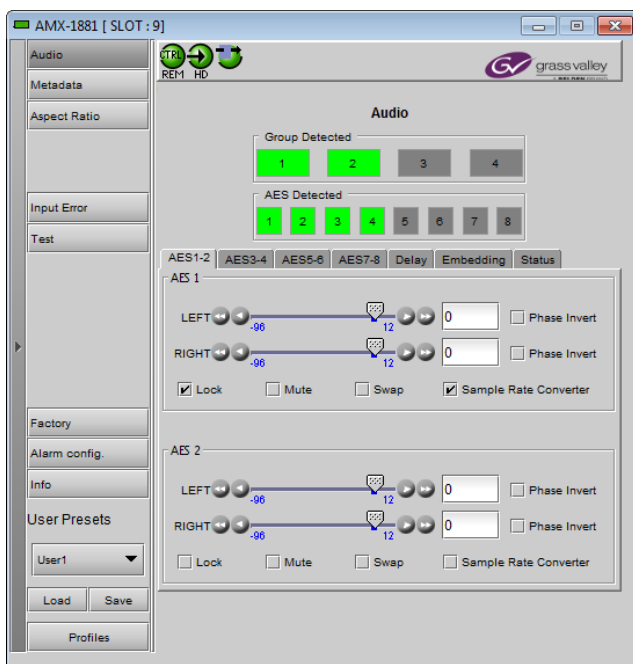 AMX-1881 [ SLOT : 9]
Audio
Metadata
Aspect Ratio
Input Error
Test
Factory
Alarm config.
Info
User Presets
User1
Load Save
Profiles
CTRL
REM HD
GV grass valley
A BELDEN BRAND
Audio
Group Detected
1 2 3 4
AES Detected
1 2 3 4 5 6 7 8
AES1-2 AES3-4 AES5-6 AES7-8 Delay Embedding Status
AES 1
LEFT -96 12 0 Phase Invert
RIGHT -96 12 0 Phase Invert
Lock Mute Swap Sample Rate Converter
AES 2
LEFT -96 12 0 Phase Invert
RIGHT -96 12 0 Phase Invert
Lock Mute Swap Sample Rate Converter